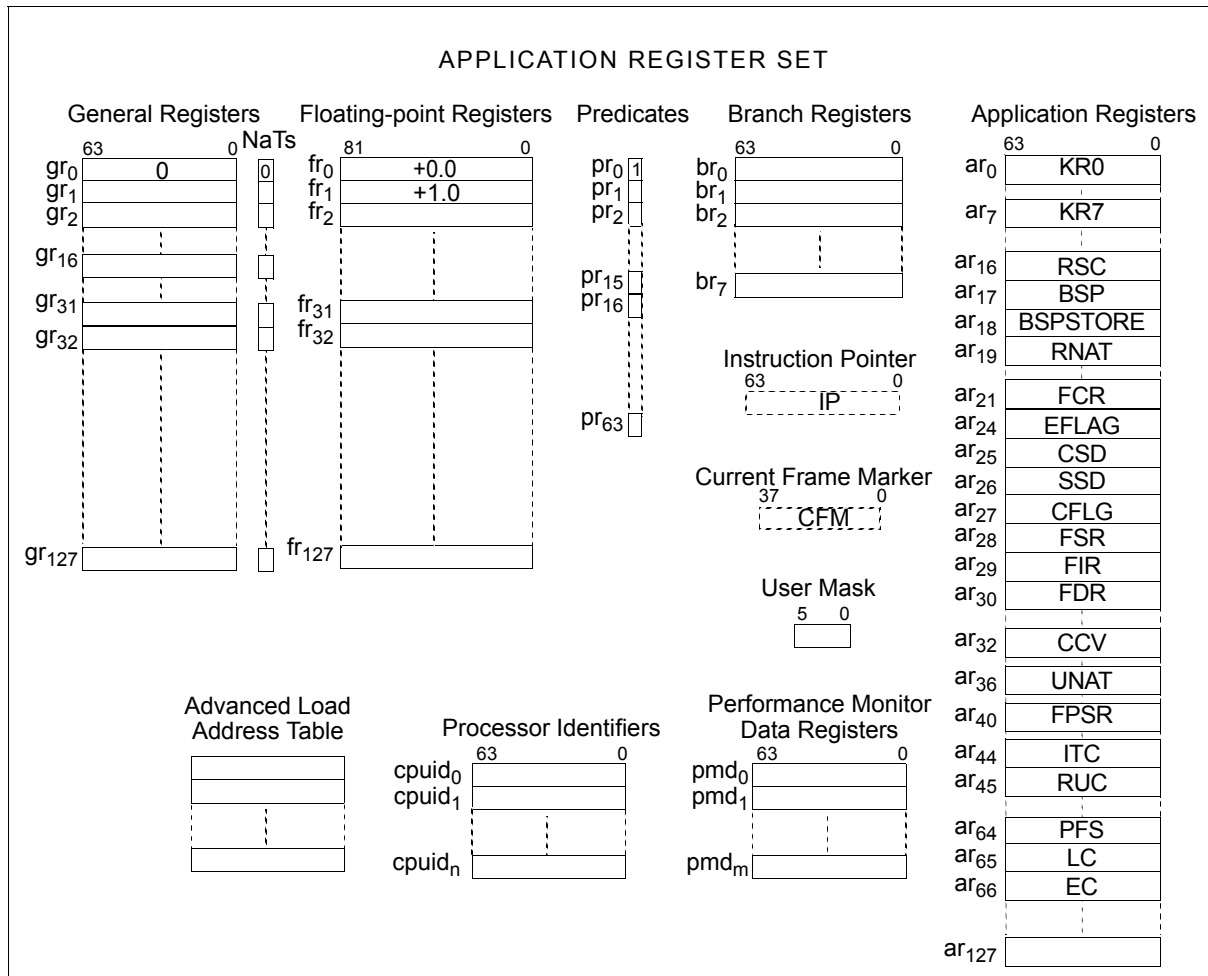 APPLICATION REGISTER SET
General Registers
NaTs
63 0
gr0 0 0
gr1
gr2
gr16
gr31
gr32
gr127
Floating-point Registers
81 0
fr0 +0.0
fr1 +1.0
fr2
fr31
fr32
fr127
Predicates
pr0 1
pr1
pr2
pr15
pr16
pr63
Branch Registers
63 0
br0
br1
br2
br7
Instruction Pointer
63 0
IP
Current Frame Marker
37 0
CFM
User Mask
5 0
Application Registers
63 0
ar0 KR0
ar7 KR7
ar16 RSC
ar17 BSP
ar18 BSPSTORE
ar19 RNAT
ar21 FCR
ar24 EFLAG
ar25 CSD
ar26 SSD
ar27 CFLG
ar28 FSR
ar29 FIR
ar30 FDR
ar32 CCV
ar36 UNAT
ar40 FPSR
ar44 ITC
ar45 RUC
ar64 PFS
ar65 LC
ar66 EC
ar127
Advanced Load
Address Table
Processor Identifiers
63 0
cpuid0
cpuid1
cpuidn
Performance Monitor
Data Registers
63 0
pmd0
pmd1
pmdm